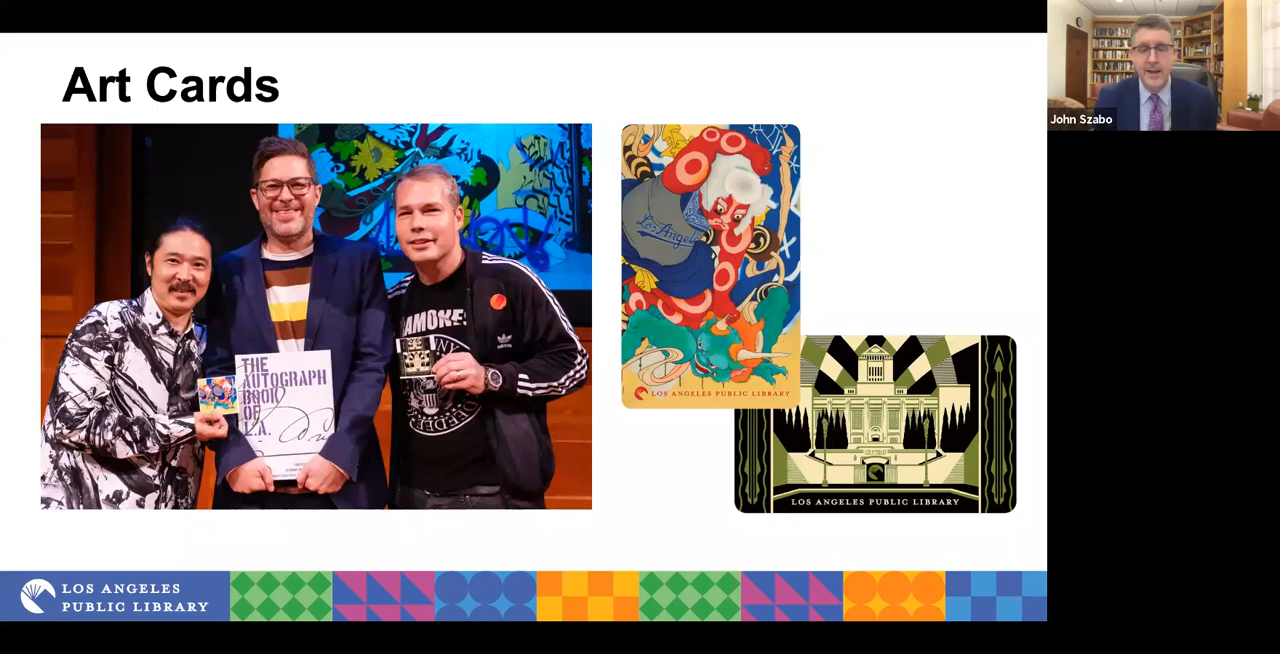 Art Cards
John Szabo
THE
AUTOGRAPH
BOOK
OF
L.A.
RAMONES
adidas
Los Angeles
LOS ANGELES PUBLIC LIBRARY
LOS ANGELES PUBLIC LIBRARY
LOS ANGELES
PUBLIC LIBRARY